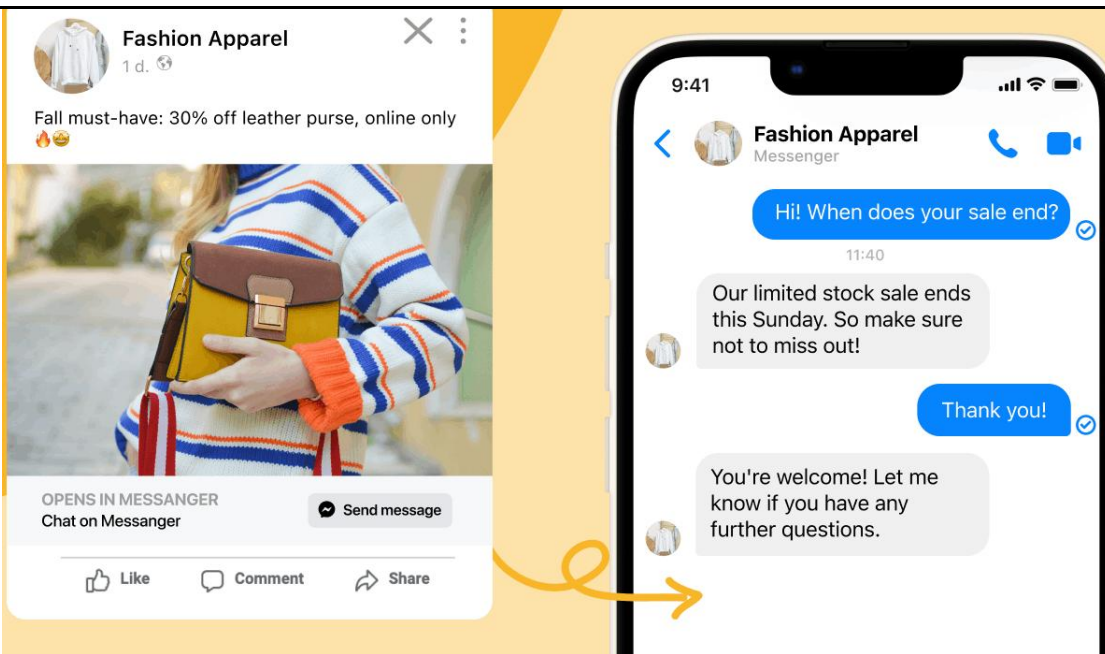 Fashion Apparel
1 d.
Fall must-have: 30% off leather purse, online only
🔥🤩
OPENS IN MESSANGER
Chat on Messanger
Send message
Like
Comment
Share
9:41
Fashion Apparel
Messenger
Hi! When does your sale end?
11:40
Our limited stock sale ends
this Sunday. So make sure
not to miss out!
Thank you!
You're welcome! Let me
know if you have any
further questions.